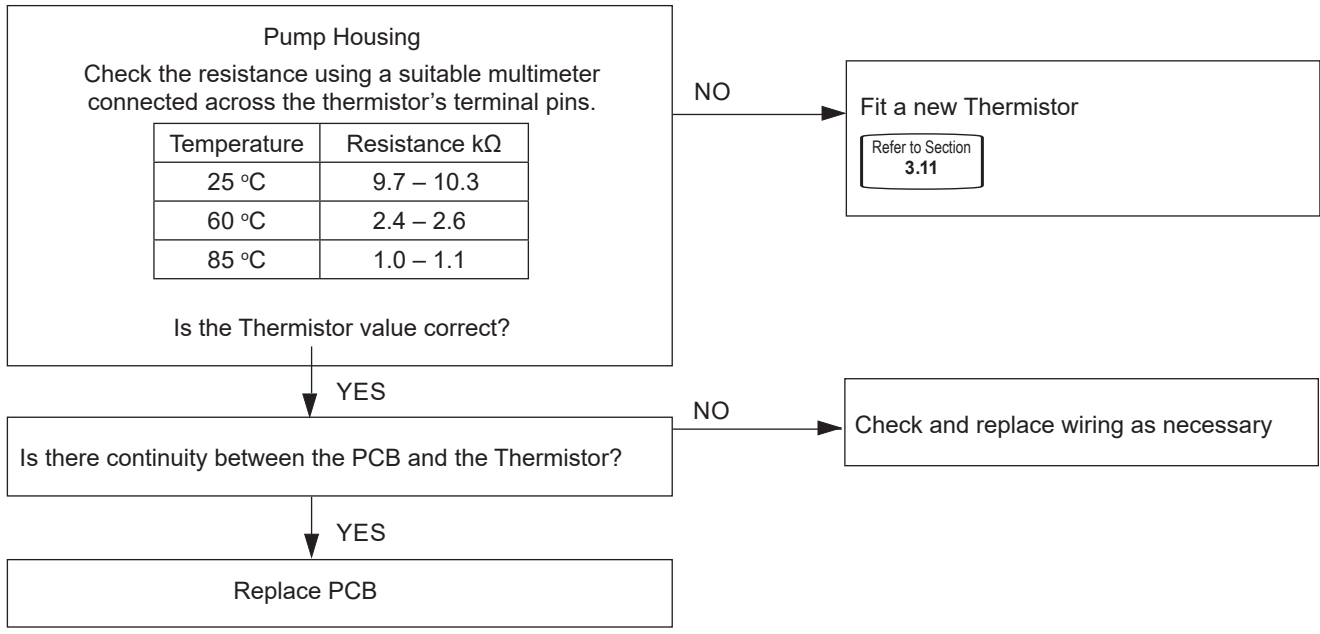 Pump Housing
Check the resistance using a suitable multimeter
connected across the thermistor’s terminal pins.
Temperature Resistance kΩ
25 ºC 9.7 – 10.3
60 ºC 2.4 – 2.6
85 ºC 1.0 – 1.1
Is the Thermistor value correct?
NO
Fit a new Thermistor
Refer to Section
3.11
YES
Is there continuity between the PCB and the Thermistor?
NO
Check and replace wiring as necessary
YES
Replace PCB